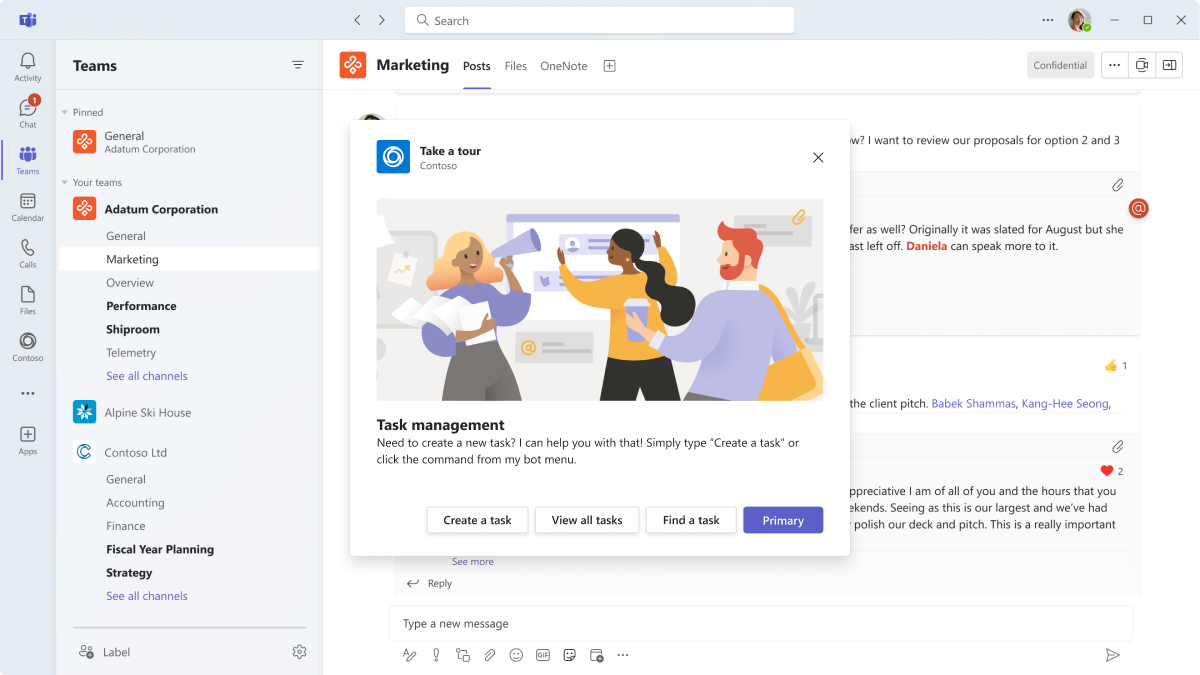 Search
Activity
1
Chat
Teams
Calendar
Calls
Files
Contoso
Apps
Teams
Pinned
General
Adatum Corporation
Your teams
Adatum Corporation
General
Marketing
Overview
Performance
Shiproom
Telemetry
See all channels
Alpine Ski House
Contoso Ltd
General
Accounting
Finance
Fiscal Year Planning
Strategy
See all channels
Label
Marketing
Posts
Files
OneNote
Confidential
? I want to review our proposals for option 2 and 3
@
as well? Originally it was slated for August but she
left off. Daniela can speak more to it.
1
the client pitch. Babek Shammas, Kang-Hee Seong,
2
I am of all of you and the hours that you
Seeing as this is our largest and we’ve had
polish our deck and pitch. This is a really important
See more
Reply
Type a new message
GIF
Take a tour
Contoso
@
Task management
Need to create a new task? I can help you with that! Simply type “Create a task” or
click the command from my bot menu.
Create a task
View all tasks
Find a task
Primary